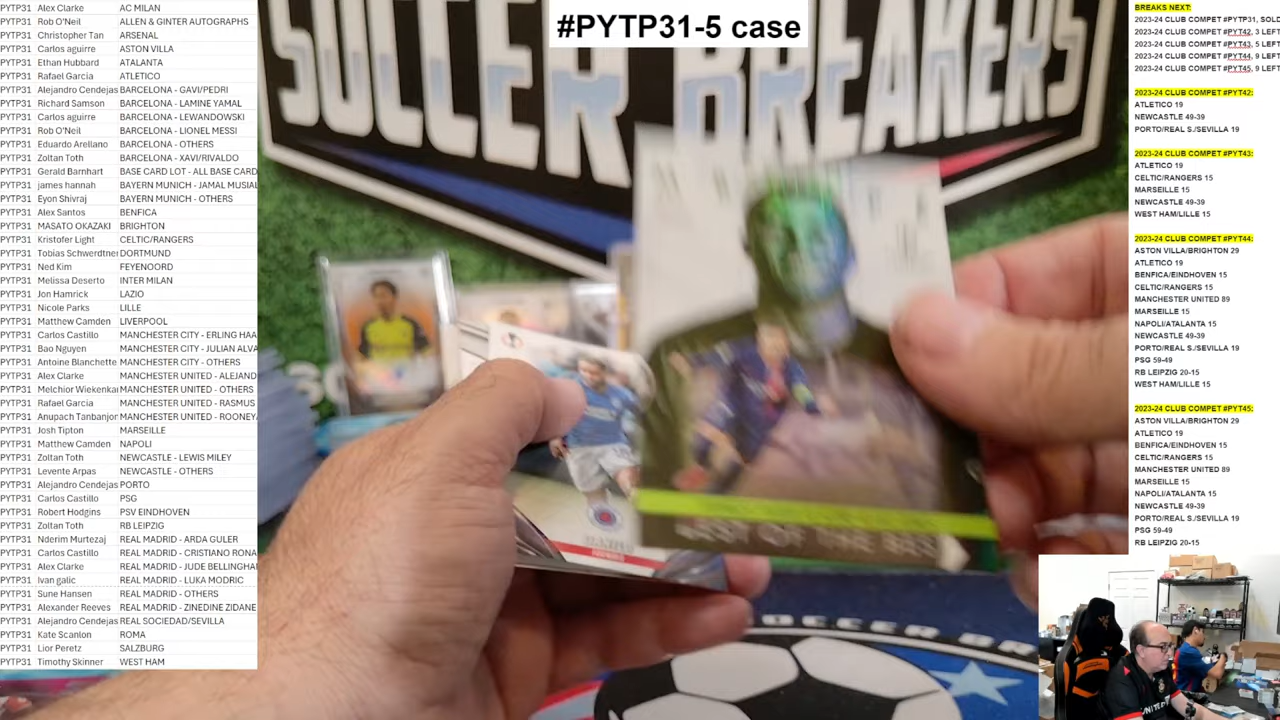 #PYTP31-5 case
SOCCER BREAKERS
PYTP31 Alex Clarke AC MILAN
PYTP31 Rob O'Neil ALLEN & GINTER AUTOGRAPHS
PYTP31 Christopher Tan ARSENAL
PYTP31 Carlos aguirre ASTON VILLA
PYTP31 Ethan Hubbard ATALANTA
PYTP31 Rafael Garcia ATLETICO
PYTP31 Alejandro Cendejas BARCELONA - GAVI/PEDRI
PYTP31 Richard Samson BARCELONA - LAMINE YAMAL
PYTP31 Carlos aguirre BARCELONA - LEWANDOWSKI
PYTP31 Rob O'Neil BARCELONA - LIONEL MESSI
PYTP31 Eduardo Arellano BARCELONA - OTHERS
PYTP31 Zoltan Toth BARCELONA - XAVI/RIVALDO
PYTP31 Gerald Barnhart BASE CARD LOT - ALL BASE CARD
PYTP31 james hannah BAYERN MUNICH - JAMAL MUSIAL
PYTP31 Eyon Shivraj BAYERN MUNICH - OTHERS
PYTP31 Alex Santos BENFICA
PYTP31 MASATO OKAZAKI BRIGHTON
PYTP31 Kristofer Light CELTIC/RANGERS
PYTP31 Tobias Schwerdtner DORTMUND
PYTP31 Ned Kim FEYENOORD
PYTP31 Melissa Deserto INTER MILAN
PYTP31 Jon Hamrick LAZIO
PYTP31 Nicole Parks LILLE
PYTP31 Matthew Camden LIVERPOOL
PYTP31 Carlos Castillo MANCHESTER CITY - ERLING HAA
PYTP31 Bao Nguyen MANCHESTER CITY - JULIAN ALVA
PYTP31 Antoine Blanchette MANCHESTER CITY - OTHERS
PYTP31 Alex Clarke MANCHESTER UNITED - ALEJAND
PYTP31 Melchior Wiekenka MANCHESTER UNITED - OTHERS
PYTP31 Rafael Garcia MANCHESTER UNITED - RASMUS
PYTP31 Anupach Tanbanjor MANCHESTER UNITED - ROONEY
PYTP31 Josh Tipton MARSEILLE
PYTP31 Matthew Camden NAPOLI
PYTP31 Zoltan Toth NEWCASTLE - LEWIS MILEY
PYTP31 Levente Arpas NEWCASTLE - OTHERS
PYTP31 Alejandro Cendejas PORTO
PYTP31 Carlos Castillo PSG
PYTP31 Robert Hodgins PSV EINDHOVEN
PYTP31 Zoltan Toth RB LEIPZIG
PYTP31 Nderim Murtezaj REAL MADRID - ARDA GULER
PYTP31 Carlos Castillo REAL MADRID - CRISTIANO RONA
PYTP31 Alex Clarke REAL MADRID - JUDE BELLINGHA
PYTP31 Ivan galic REAL MADRID - LUKA MODRIC
PYTP31 Sune Hansen REAL MADRID - OTHERS
PYTP31 Alexander Reeves REAL MADRID - ZINEDINE ZIDANE
PYTP31 Alejandro Cendejas REAL SOCIEDAD/SEVILLA
PYTP31 Kate Scanlon ROMA
PYTP31 Lior Peretz SALZBURG
PYTP31 Timothy Skinner WEST HAM
BREAKS NEXT:
2023-24 CLUB COMPET #PYTP31, SOLD
2023-24 CLUB COMPET #PYT42, 3 LEFT
2023-24 CLUB COMPET #PYT43, 5 LEFT
2023-24 CLUB COMPET #PYT44, 9 LEFT
2023-24 CLUB COMPET #PYT45, 9 LEFT
2023-24 CLUB COMPET #PYT42:
ATLETICO 19
NEWCASTLE 49-39
PORTO/REAL S./SEVILLA 19
2023-24 CLUB COMPET #PYT43:
ATLETICO 19
CELTIC/RANGERS 15
MARSEILLE 15
NEWCASTLE 49-39
WEST HAM/LILLE 15
2023-24 CLUB COMPET #PYT44:
ASTON VILLA/BRIGHTON 29
ATLETICO 19
BENFICA/EINDHOVEN 15
CELTIC/RANGERS 15
MANCHESTER UNITED 89
MARSEILLE 15
NAPOLI/ATALANTA 15
NEWCASTLE 49-39
PORTO/REAL S./SEVILLA 19
PSG 59-49
RB LEIPZIG 20-15
WEST HAM/LILLE 15
2023-24 CLUB COMPET #PYT45:
ASTON VILLA/BRIGHTON 29
ATLETICO 19
BENFICA/EINDHOVEN 15
CELTIC/RANGERS 15
MANCHESTER UNITED 89
MARSEILLE 15
NAPOLI/ATALANTA 15
NEWCASTLE 49-39
PORTO/REAL S./SEVILLA 19
PSG 59-49
RB LEIPZIG 20-15